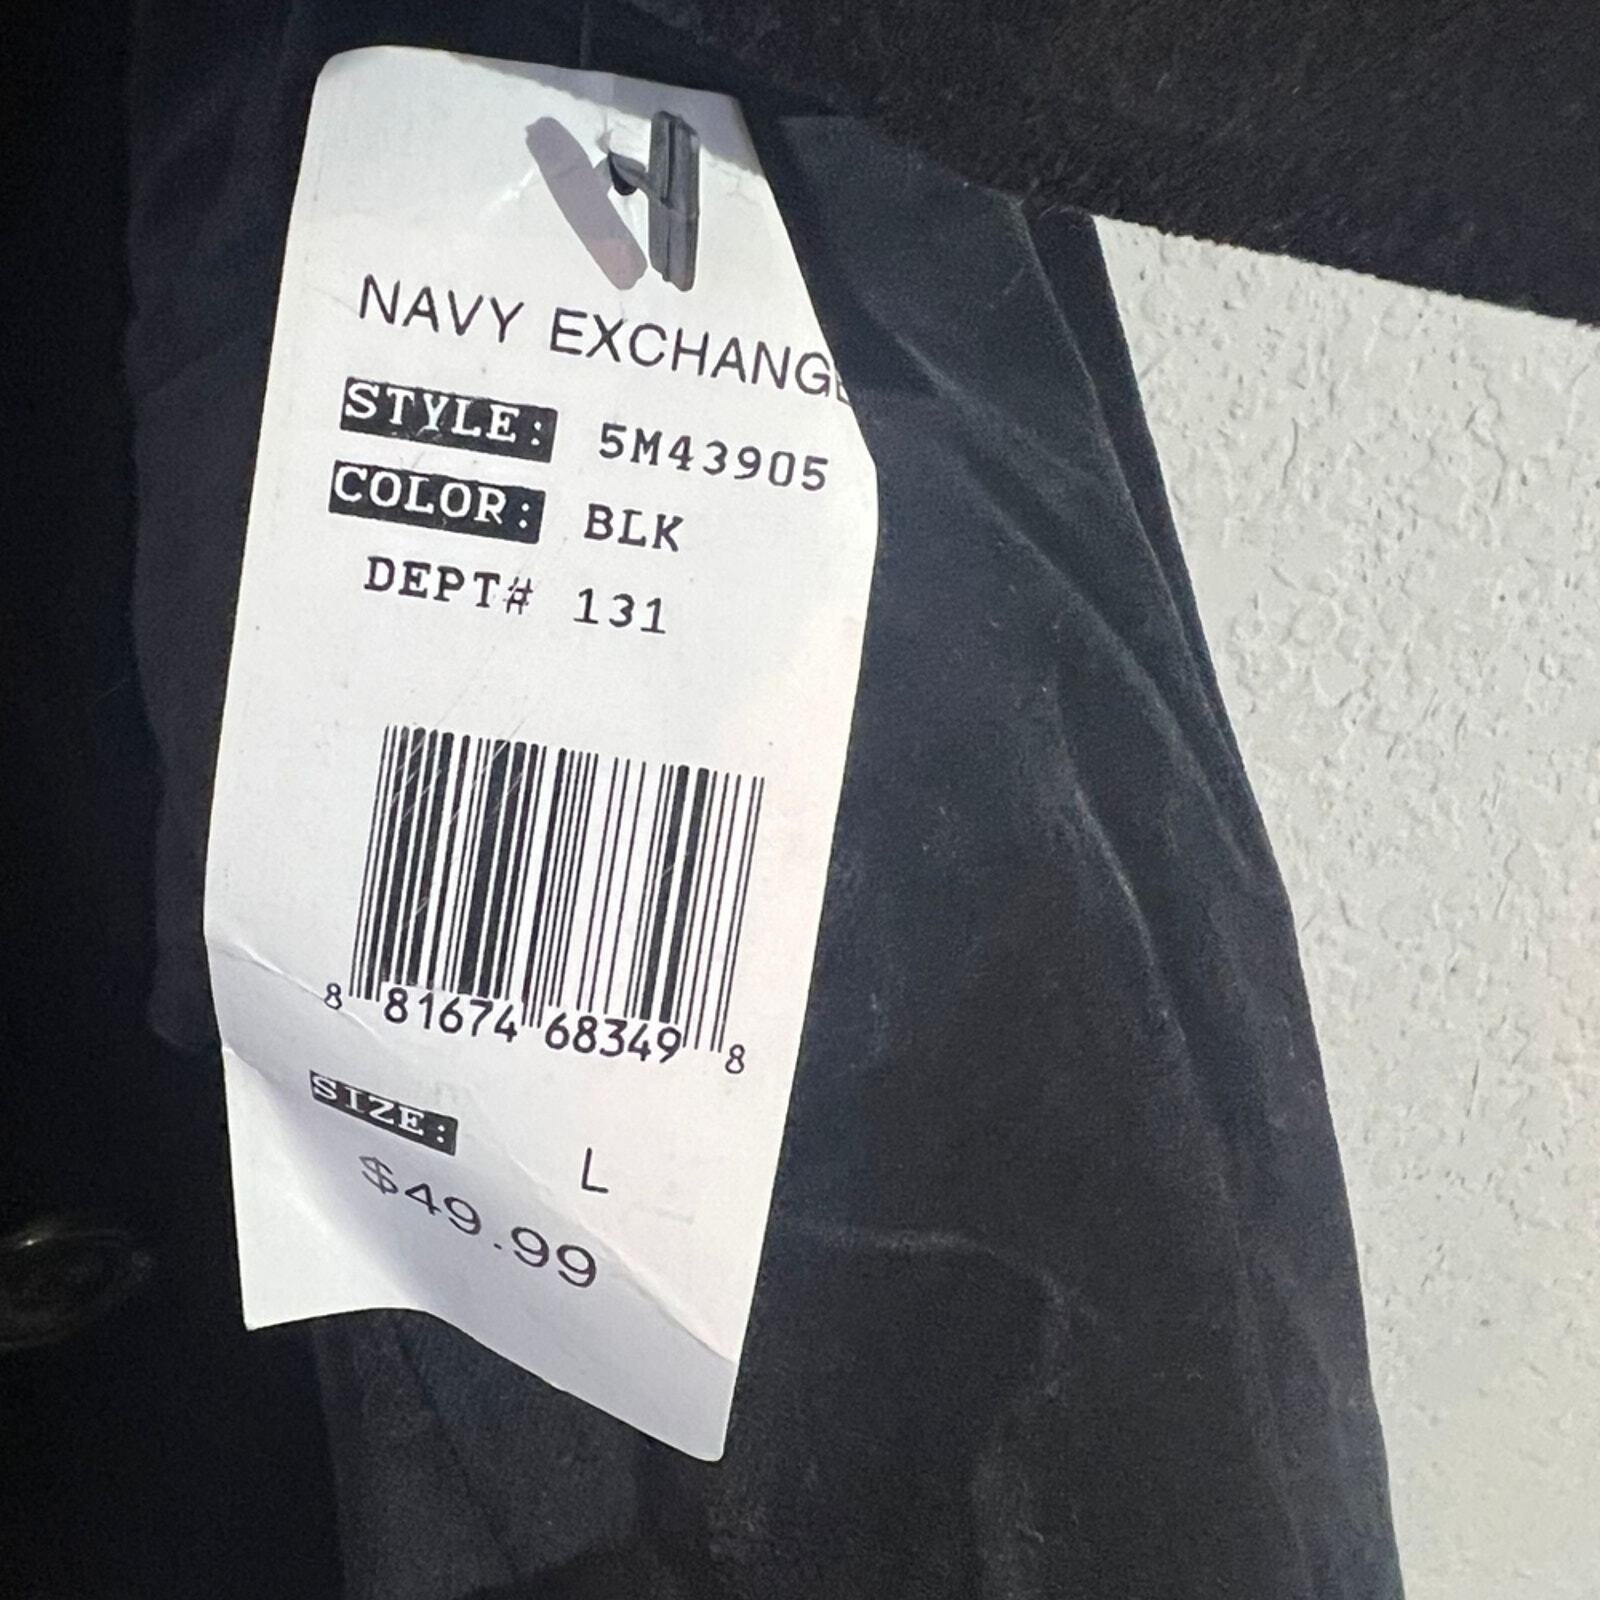 NAVY EXCHANGE
STYLE: 5M43905
COLOR: BLK
DEPT# 131
8 81674 68349 8
SIZE: L
$49.99